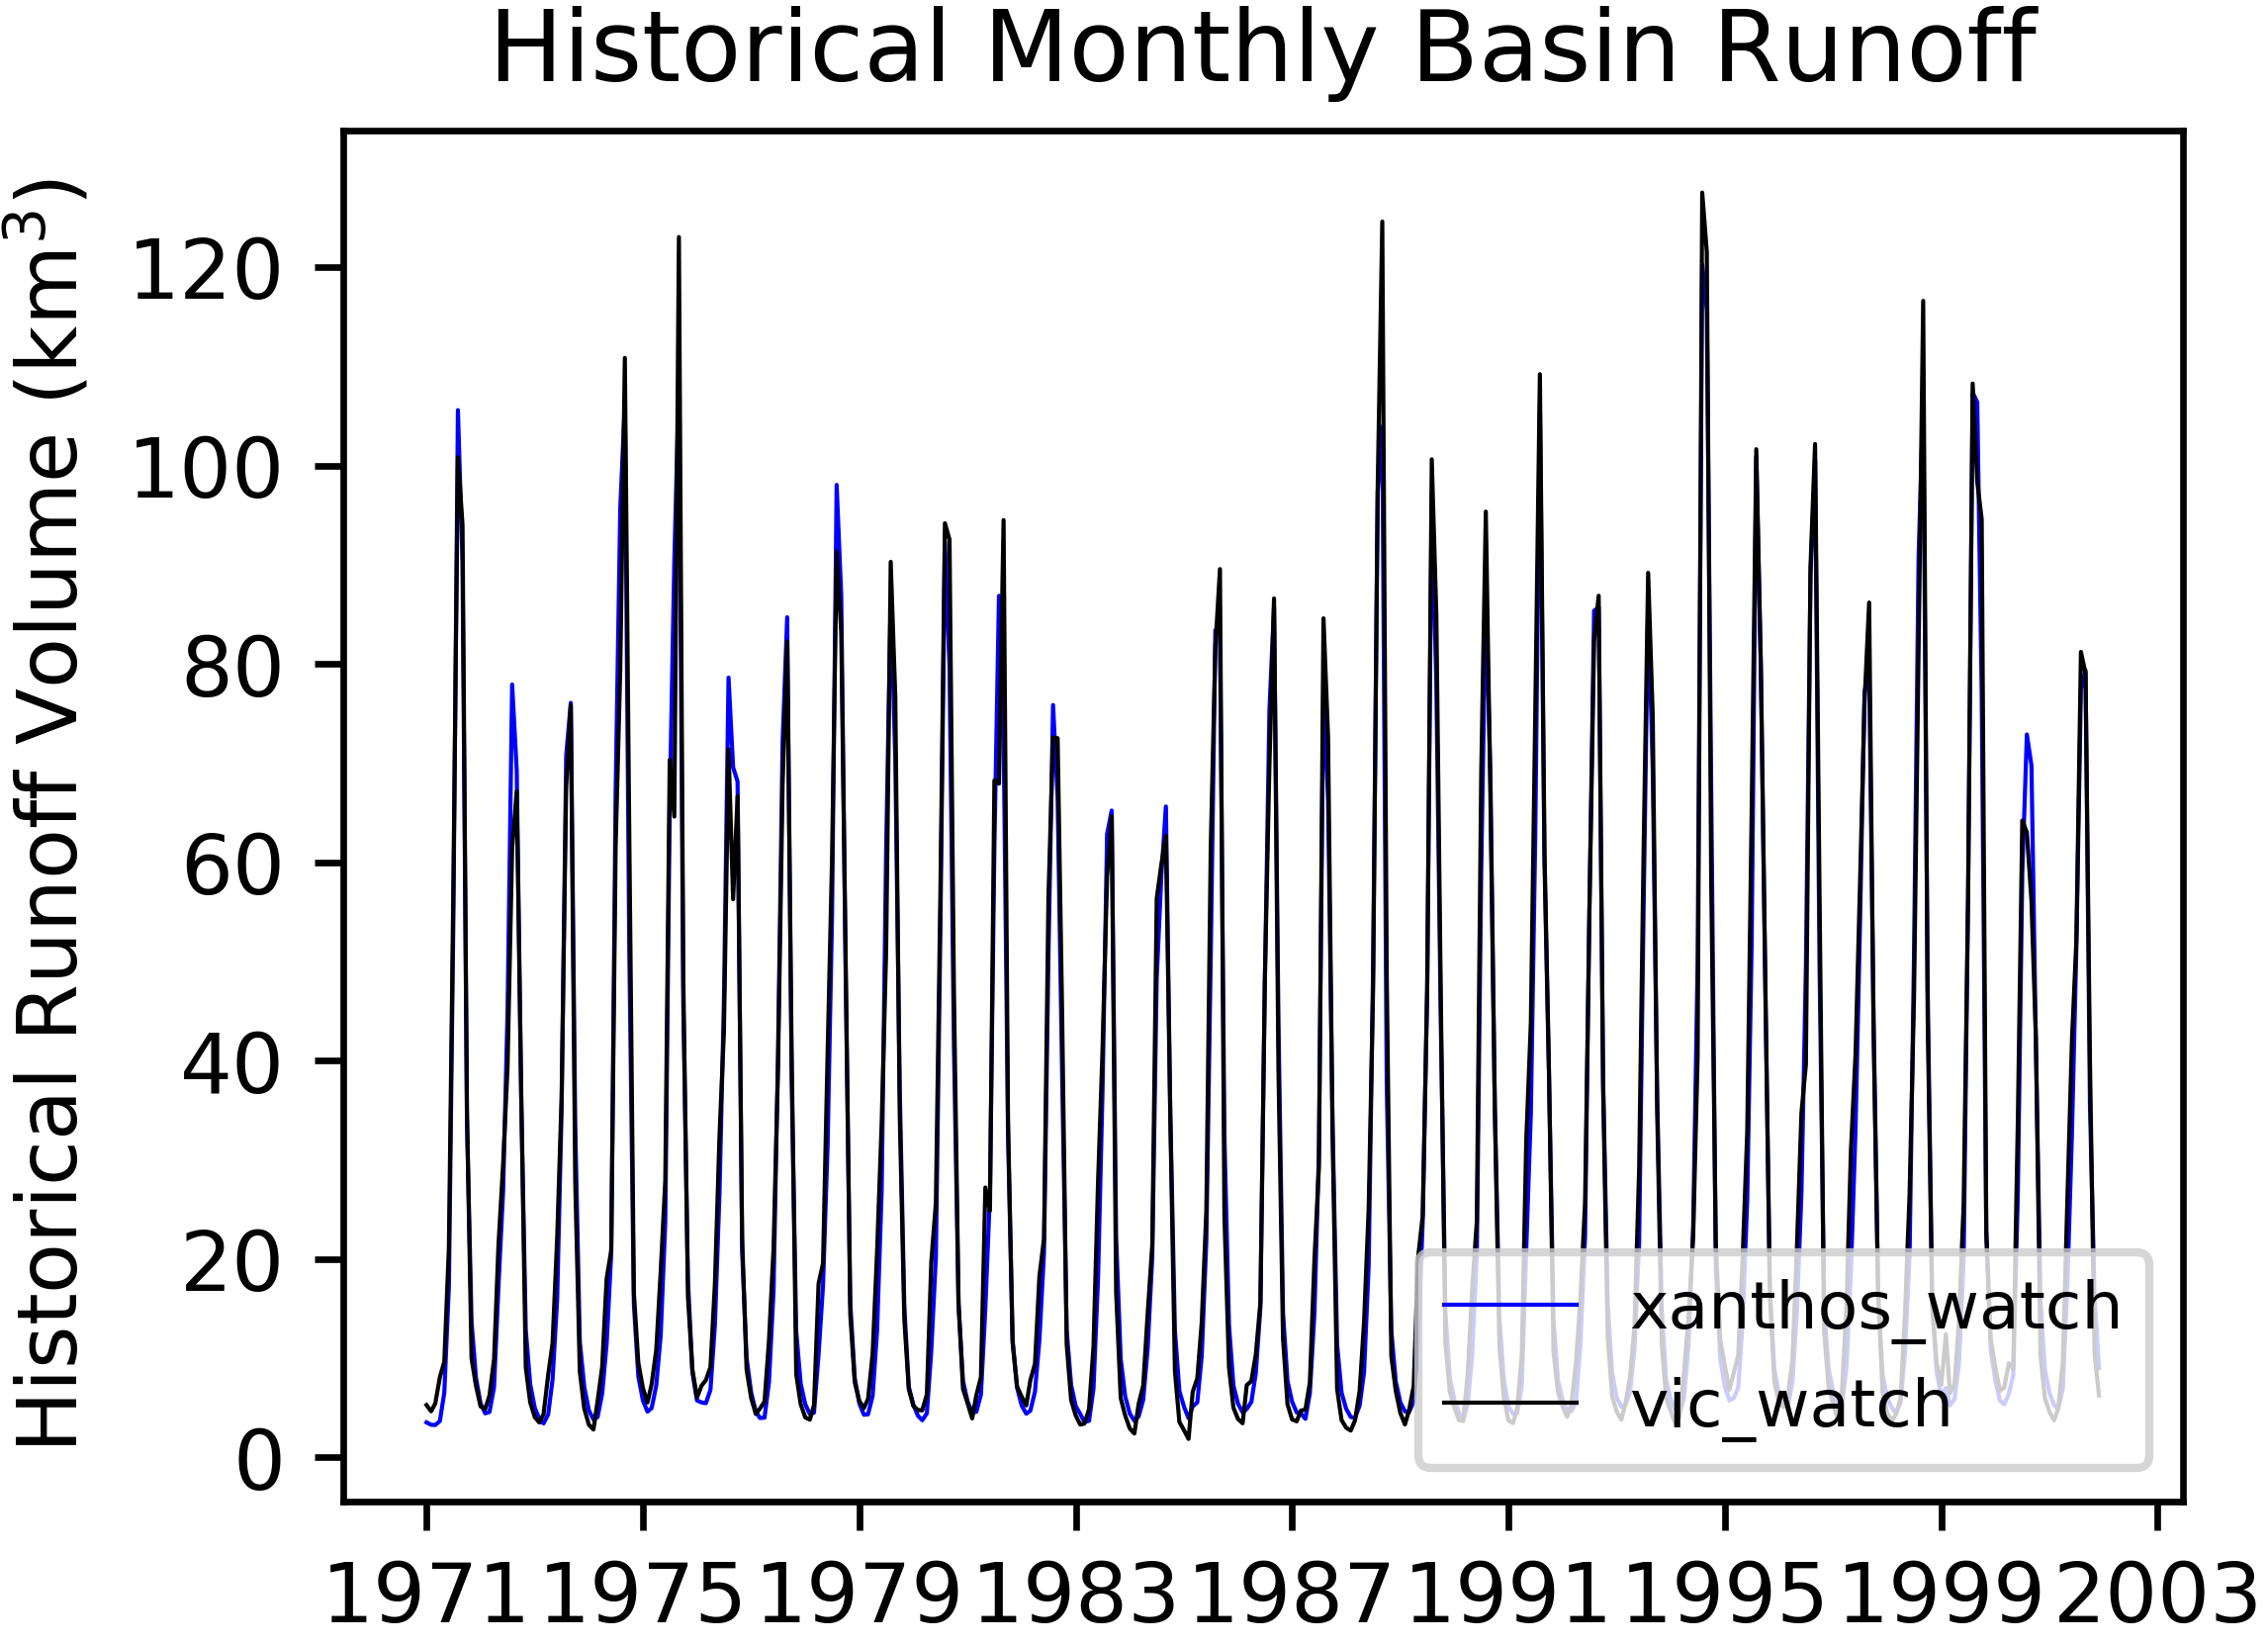 Historical Monthly Basin Runoff
Historical Runoff Volume (km³)
120
100
80
60
40
20
0
xanthos_watch
vic_watch
1971 1975 1979 1983 1987 1991 1995 1999 2003